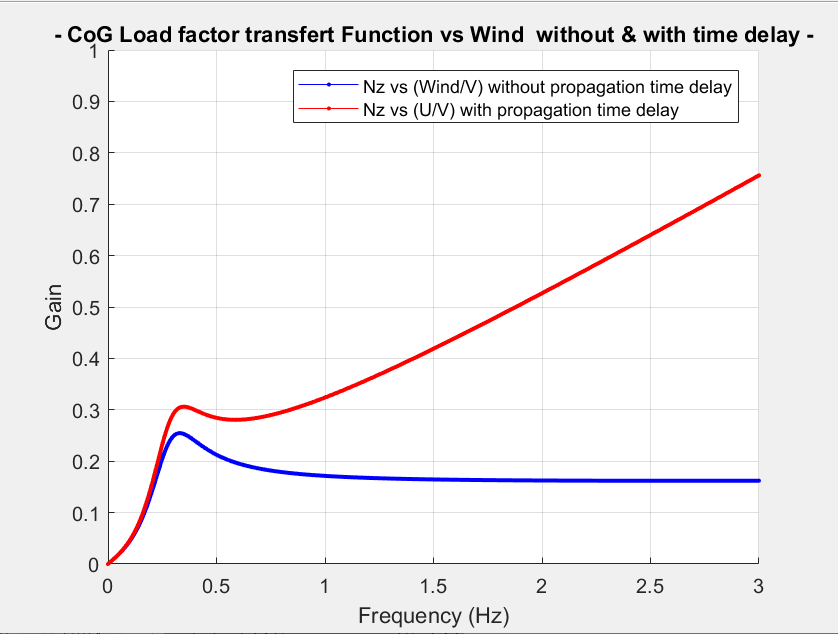 - CoG Load factor transfert Function vs Wind without & with time delay -
1
0.9
0.8
0.7
0.6
0.5
0.4
0.3
0.2
0.1
0
Gain
Nz vs (Wind/V) without propagation time delay
Nz vs (U/V) with propagation time delay
0 0.5 1 1.5 2 2.5 3
Frequency (Hz)